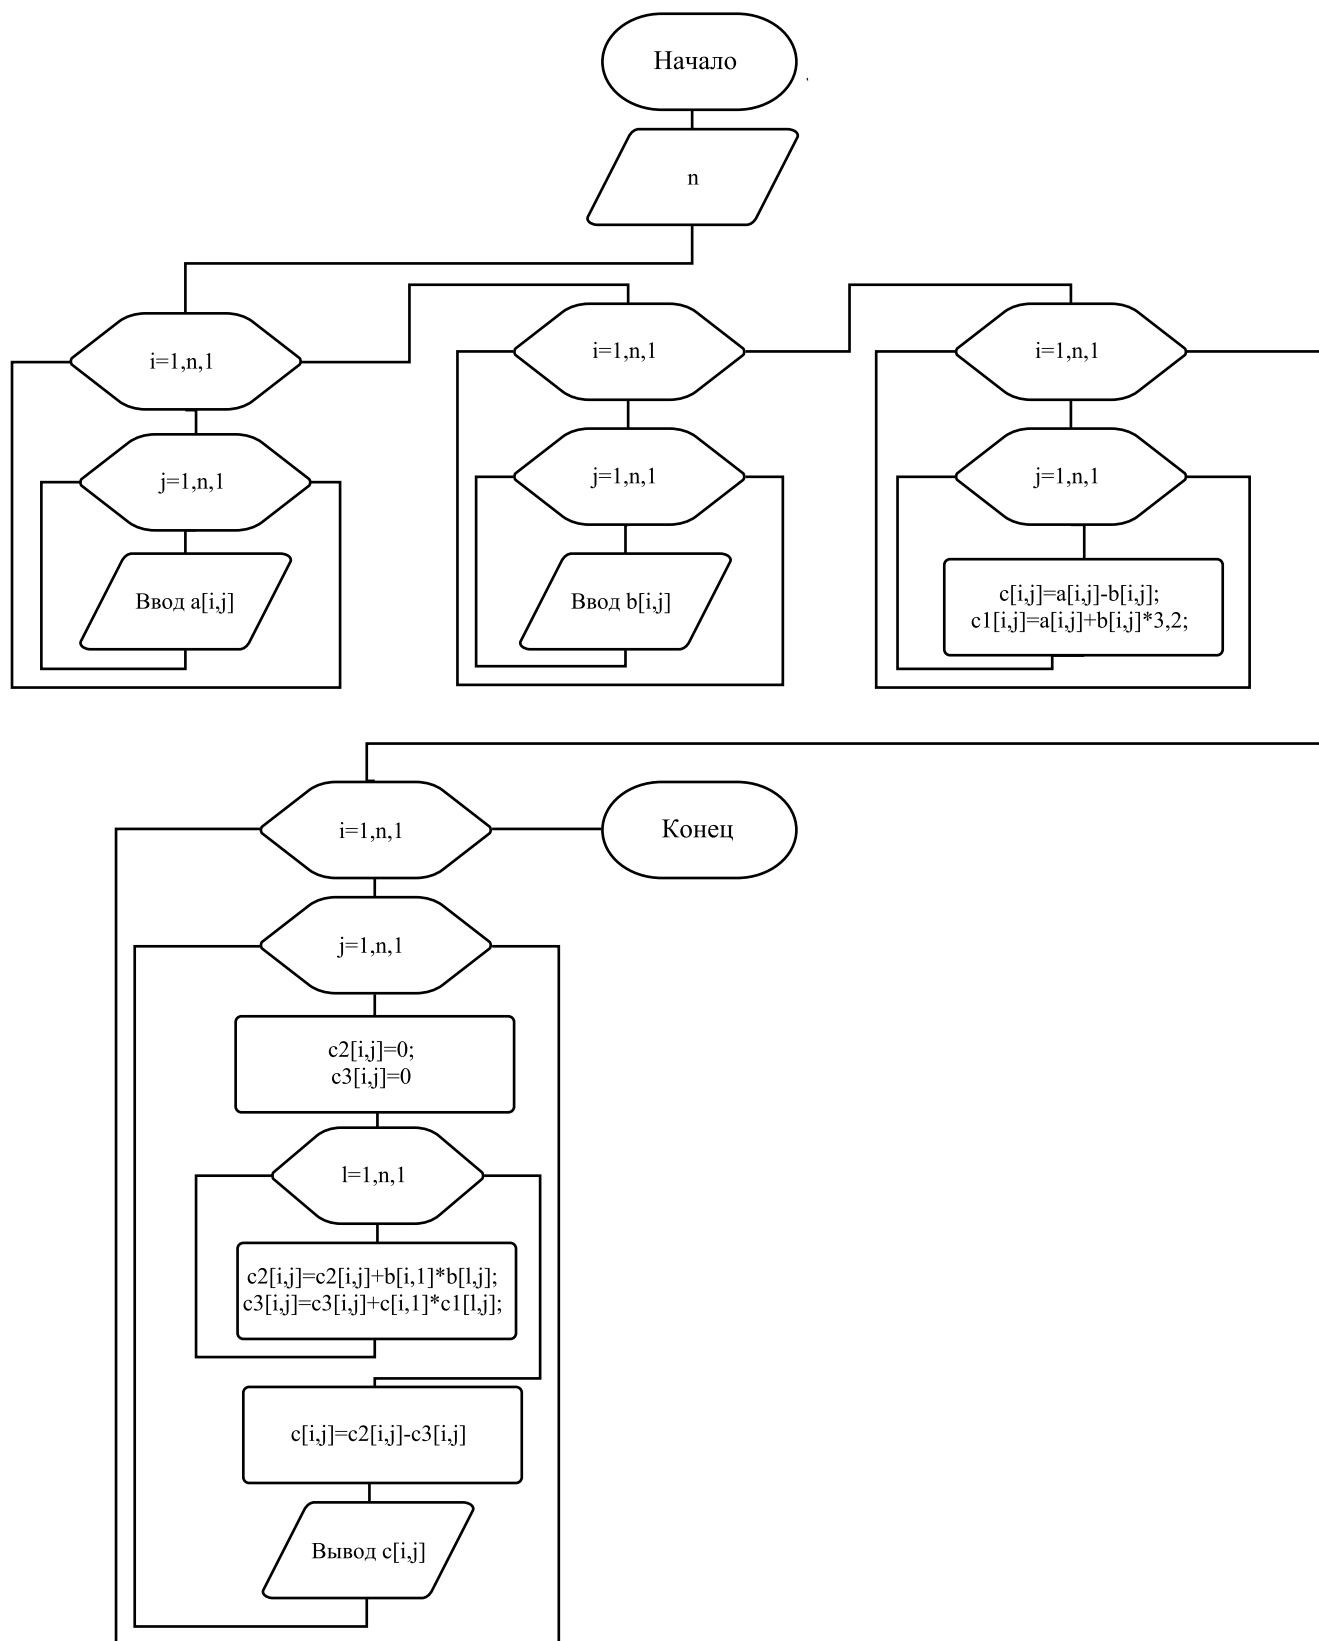 Начало
n
i=1,n,1
j=1,n,1
Ввод a[i,j]
i=1,n,1
j=1,n,1
Ввод b[i,j]
i=1,n,1
j=1,n,1
c[i,j]=a[i,j]-b[i,j];
c1[i,j]=a[i,j]+b[i,j]*3,2;
i=1,n,1
Конец
j=1,n,1
c2[i,j]=0;
c3[i,j]=0
l=1,n,1
c2[i,j]=c2[i,j]+b[i,1]*b[l,j];
c3[i,j]=c3[i,j]+c[i,1]*c1[l,j];
c[i,j]=c2[i,j]-c3[i,j]
Вывод c[i,j]